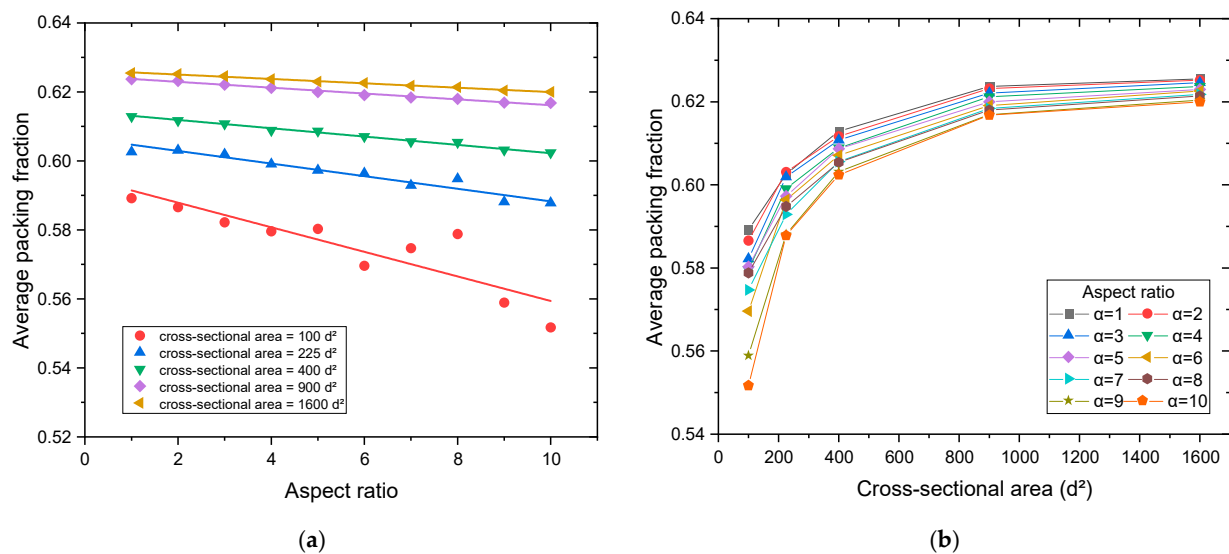 0.64
0.62
0.60
0.58
0.56
0.54
0.52
Average packing fraction
cross-sectional area = 100 d²
cross-sectional area = 225 d²
cross-sectional area = 400 d²
cross-sectional area = 900 d²
cross-sectional area = 1600 d²
0 2 4 6 8 10
Aspect ratio
(a)
0.64
0.62
0.60
0.58
0.56
0.54
Average packing fraction
Aspect ratio
α=1 α=2
α=3 α=4
α=5 α=6
α=7 α=8
α=9 α=10
0 200 400 600 800 1000 1200 1400 1600
Cross-sectional area (d²)
(b)